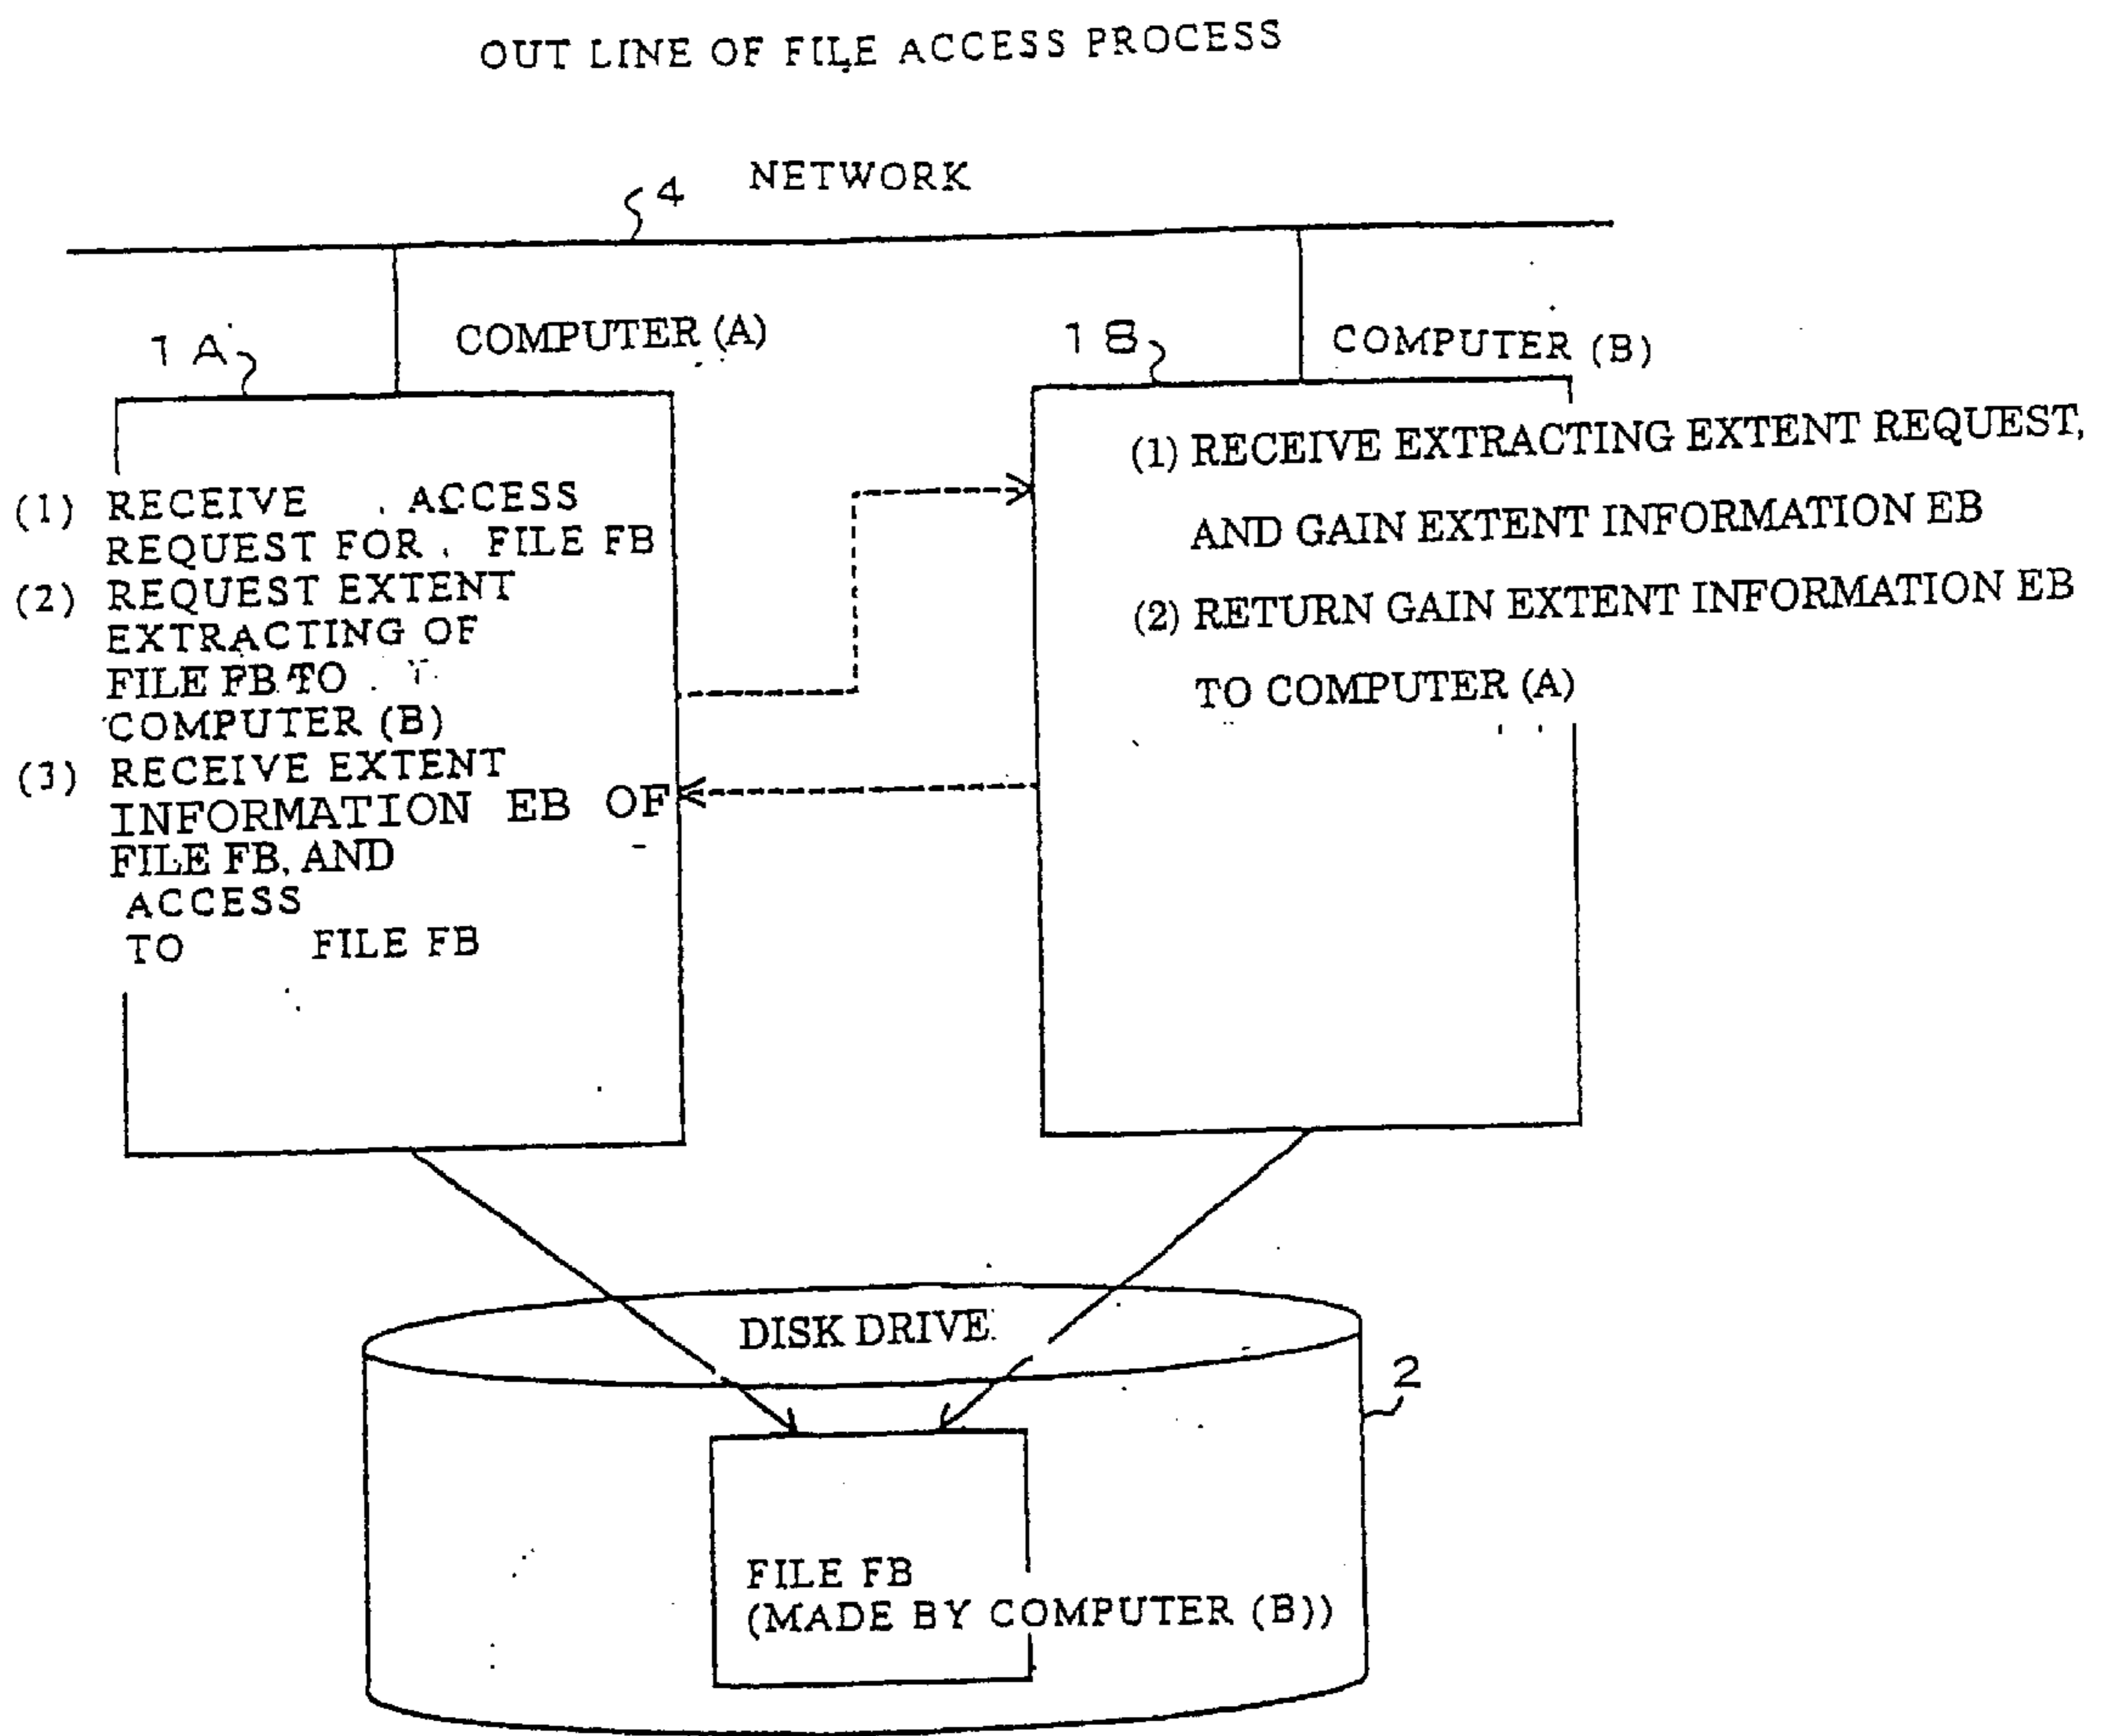 OUT LINE OF FILE ACCESS PROCESS
4 NETWORK
1A COMPUTER (A)
(1) RECEIVE ACCESS
REQUEST FOR FILE FB
(2) REQUEST EXTENT
EXTRACTING OF
FILE FB TO
COMPUTER (B)
(3) RECEIVE EXTENT
INFORMATION EB OF
FILE FB, AND
ACCESS
TO FILE FB
1B COMPUTER (B)
(1) RECEIVE EXTRACTING EXTENT REQUEST,
AND GAIN EXTENT INFORMATION EB
(2) RETURN GAIN EXTENT INFORMATION EB
TO COMPUTER (A)
DISK DRIVE
2
FILE FB
(MADE BY COMPUTER (B))